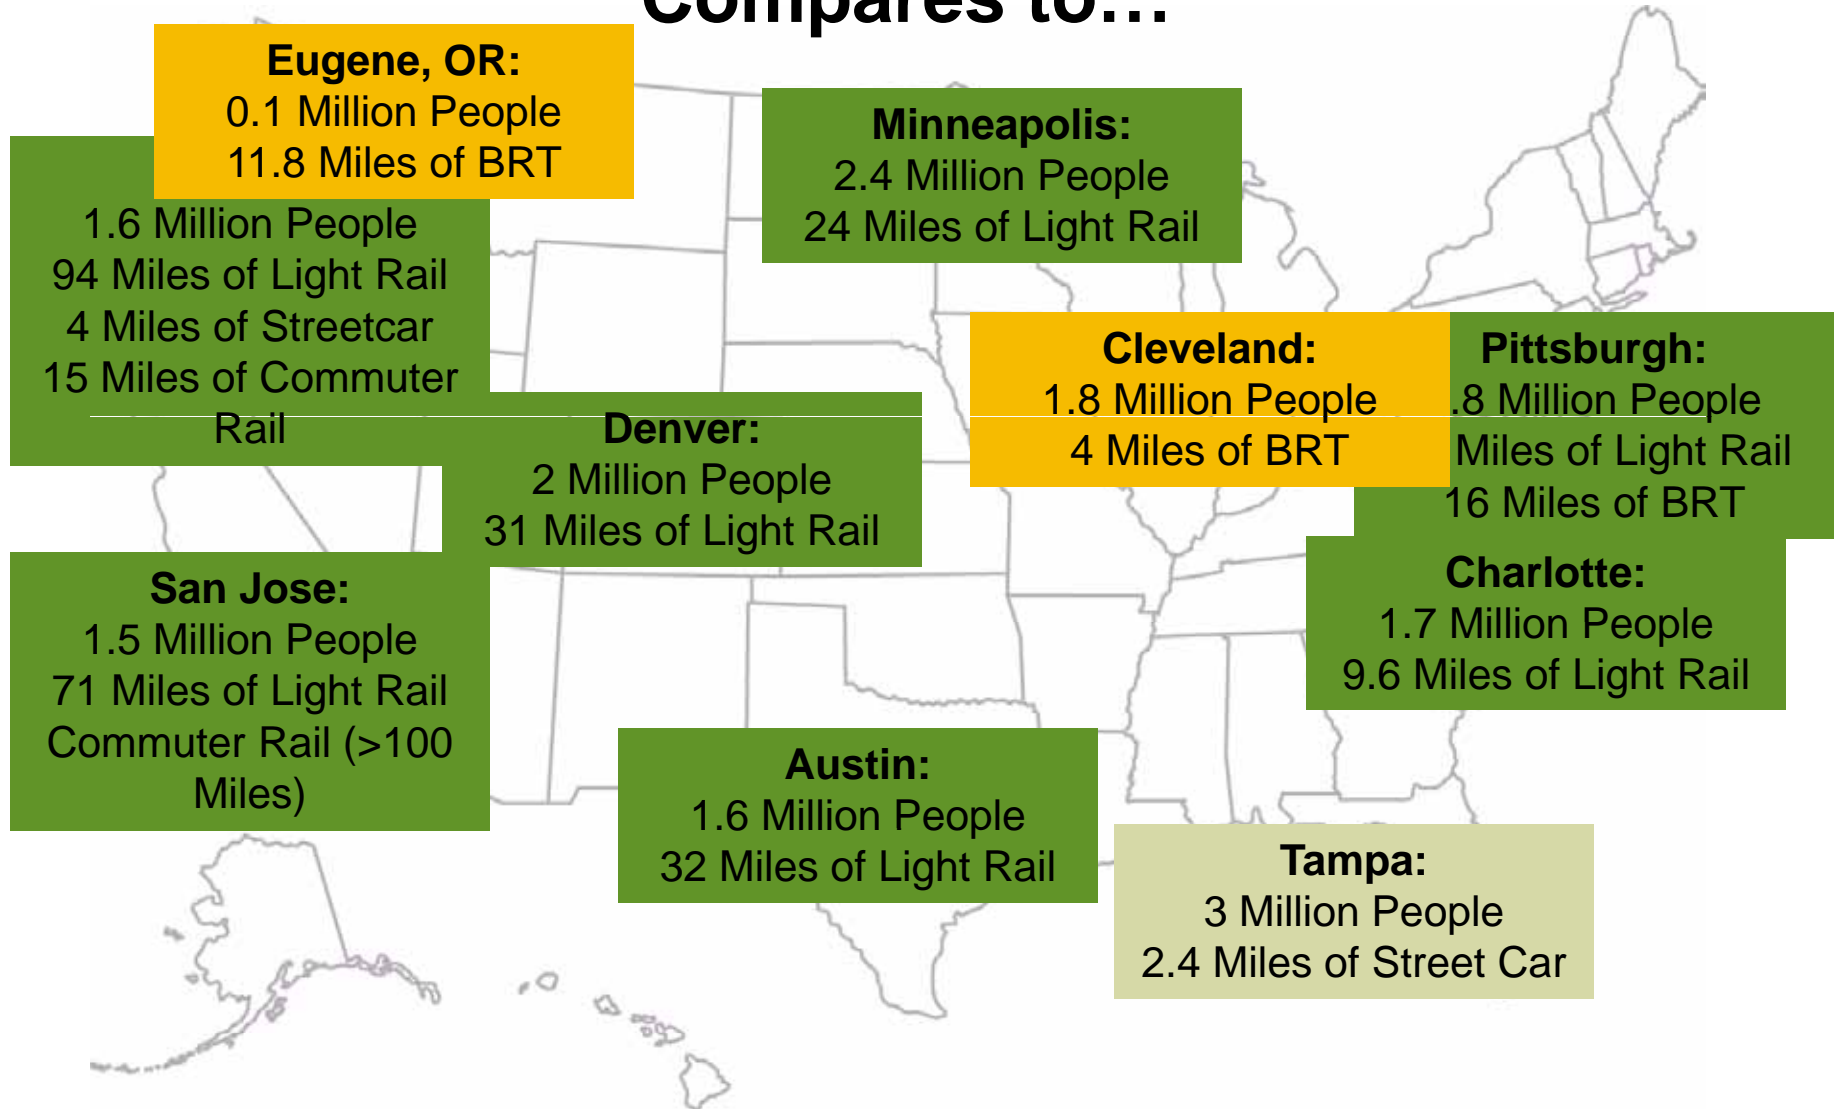 Compares to…
Eugene, OR:
0.1 Million People
11.8 Miles of BRT
1.6 Million People
94 Miles of Light Rail
4 Miles of Streetcar
15 Miles of Commuter
Rail
Minneapolis:
2.4 Million People
24 Miles of Light Rail
Cleveland:
1.8 Million People
4 Miles of BRT
Pittsburgh:
.8 Million People
Miles of Light Rail
16 Miles of BRT
Denver:
2 Million People
31 Miles of Light Rail
Charlotte:
1.7 Million People
9.6 Miles of Light Rail
San Jose:
1.5 Million People
71 Miles of Light Rail
Commuter Rail (>100
Miles)
Austin:
1.6 Million People
32 Miles of Light Rail
Tampa:
3 Million People
2.4 Miles of Street Car